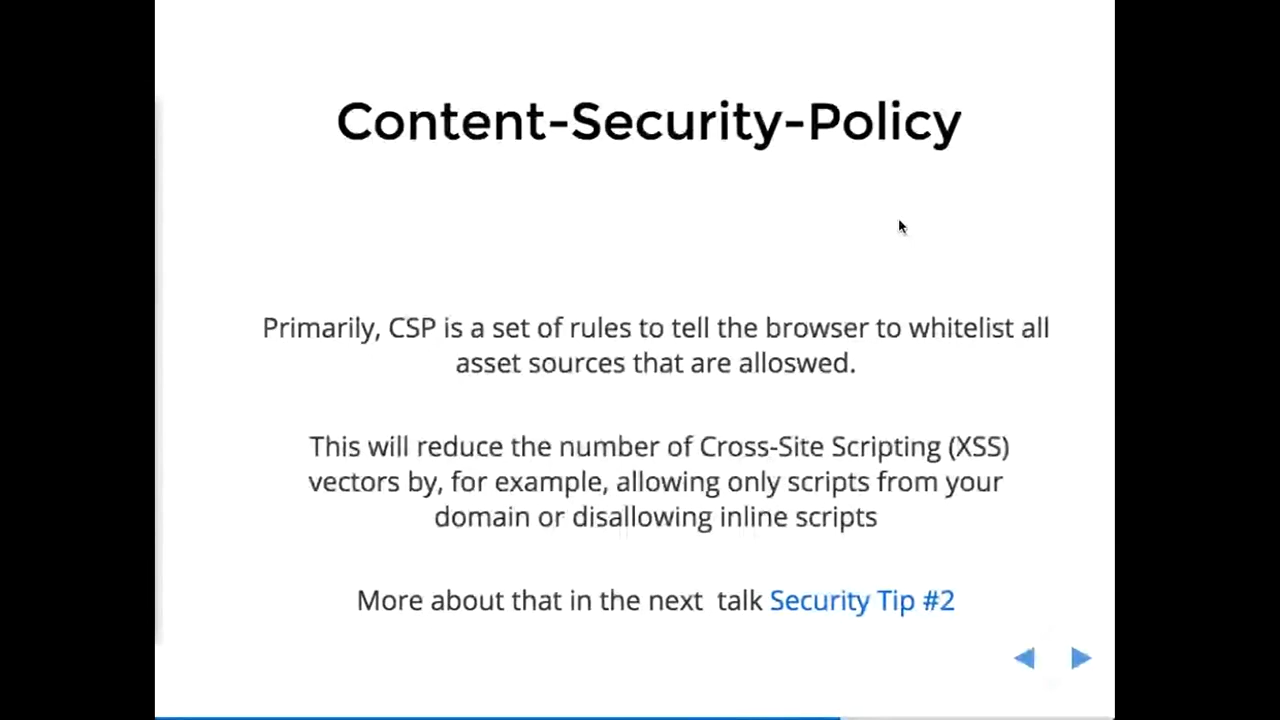 Content-Security-Policy
Primarily, CSP is a set of rules to tell the browser to whitelist all
asset sources that are alloswed.
This will reduce the number of Cross-Site Scripting (XSS)
vectors by, for example, allowing only scripts from your
domain or disallowing inline scripts
More about that in the next  talk Security Tip #2